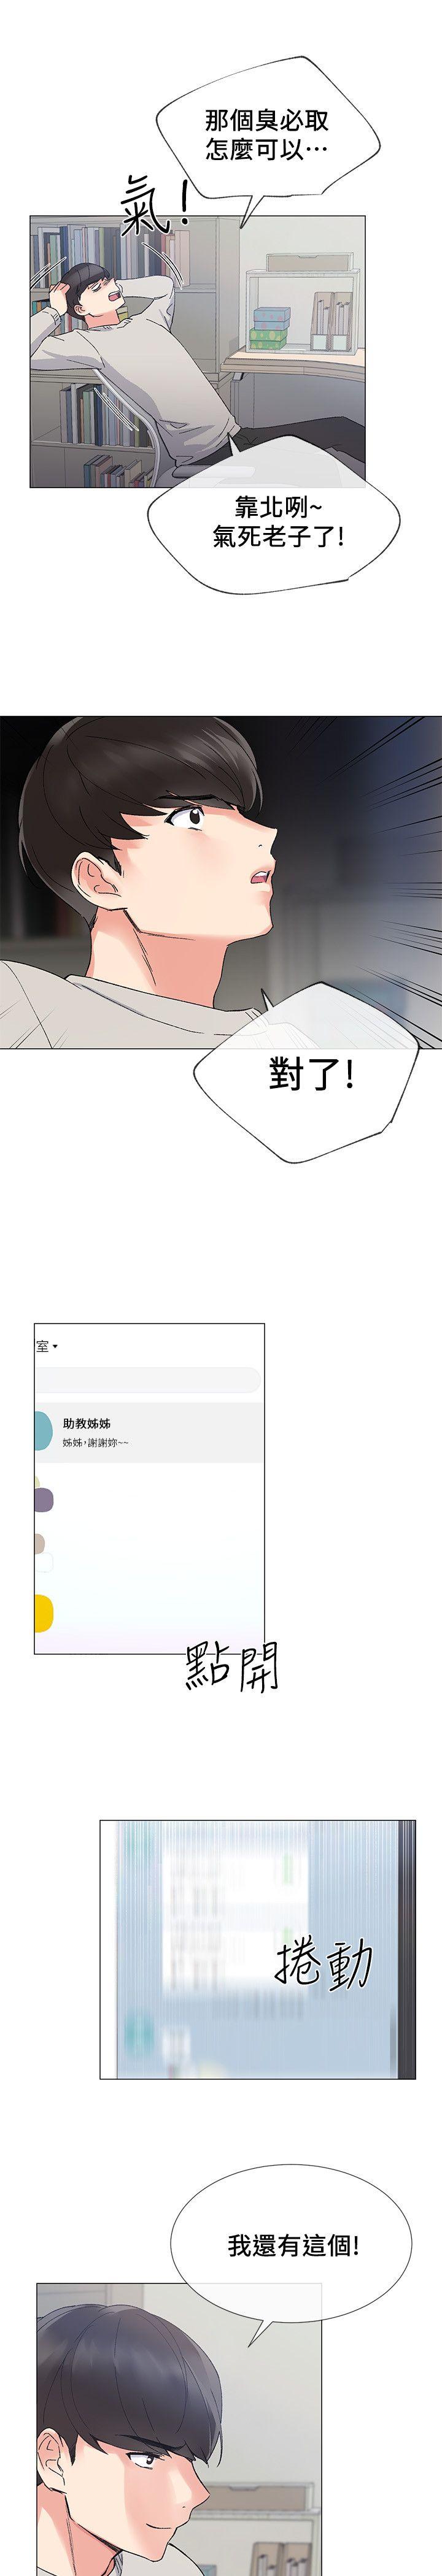 那個臭必取
怎麼可以…
氣!
靠北咧~
氣死老子了!
對了!
室
助教姊姊
姊姊，謝謝妳~~
點開
捲動
我還有這個!